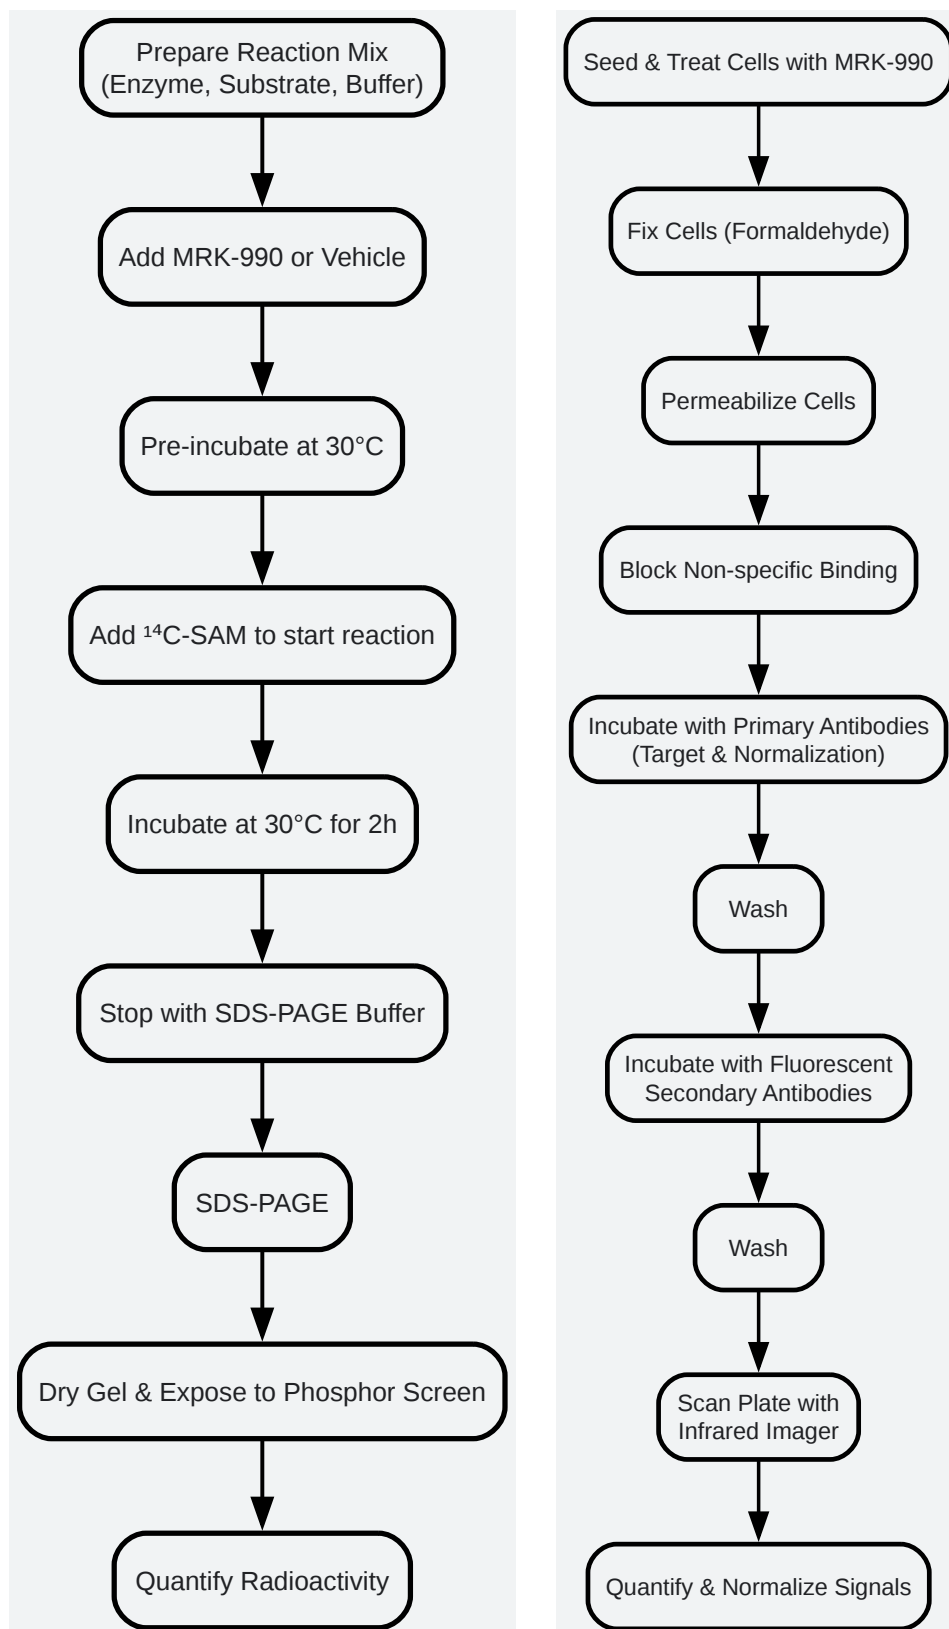 Prepare Reaction Mix
(Enzyme, Substrate, Buffer)
Add MRK-990 or Vehicle
Pre-incubate at 30°C
Add ¹⁴C-SAM to start reaction
Incubate at 30°C for 2h
Stop with SDS-PAGE Buffer
SDS-PAGE
Dry Gel & Expose to Phosphor Screen
Quantify Radioactivity
Seed & Treat Cells with MRK-990
Fix Cells (Formaldehyde)
Permeabilize Cells
Block Non-specific Binding
Incubate with Primary Antibodies
(Target & Normalization)
Wash
Incubate with Fluorescent
Secondary Antibodies
Wash
Scan Plate with
Infrared Imager
Quantify & Normalize Signals